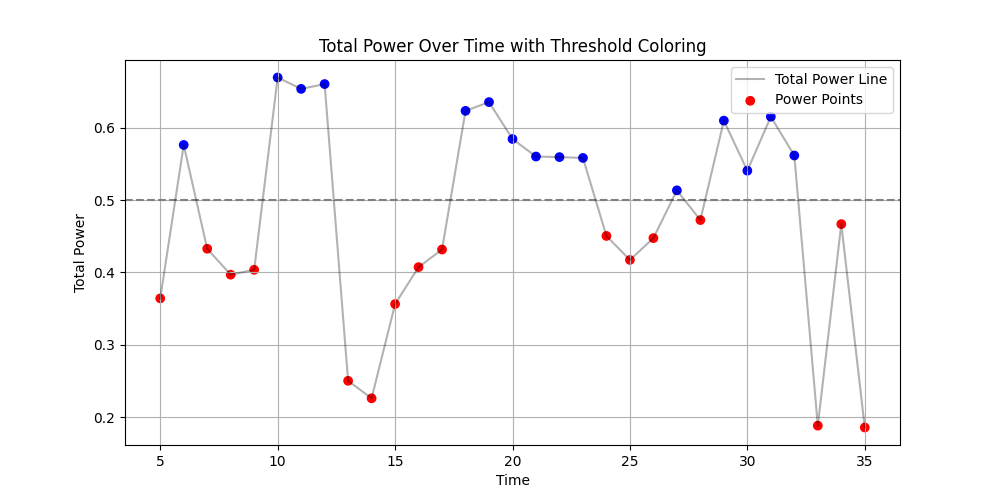 Total Power Over Time with Threshold Coloring
Total Power Line
Power Points
Total Power
0.6
0.5
0.4
0.3
0.2
5 10 15 20 25 30 35
Time